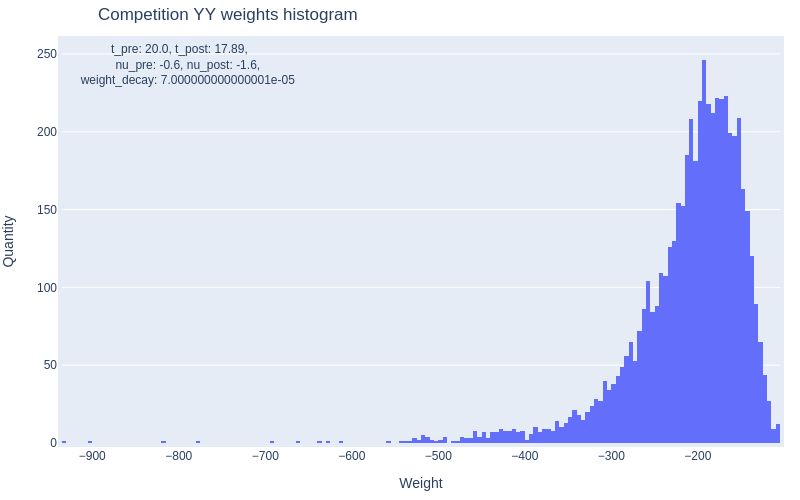 Competition YY weights histogram
t_pre: 20.0, t_post: 17.89,
nu_pre: -0.6, nu_post: -1.6,
weight_decay: 7.000000000000001e-05
250
200
150
100
50
0
Quantity
−900 −800 −700 −600 −500 −400 −300 −200
Weight